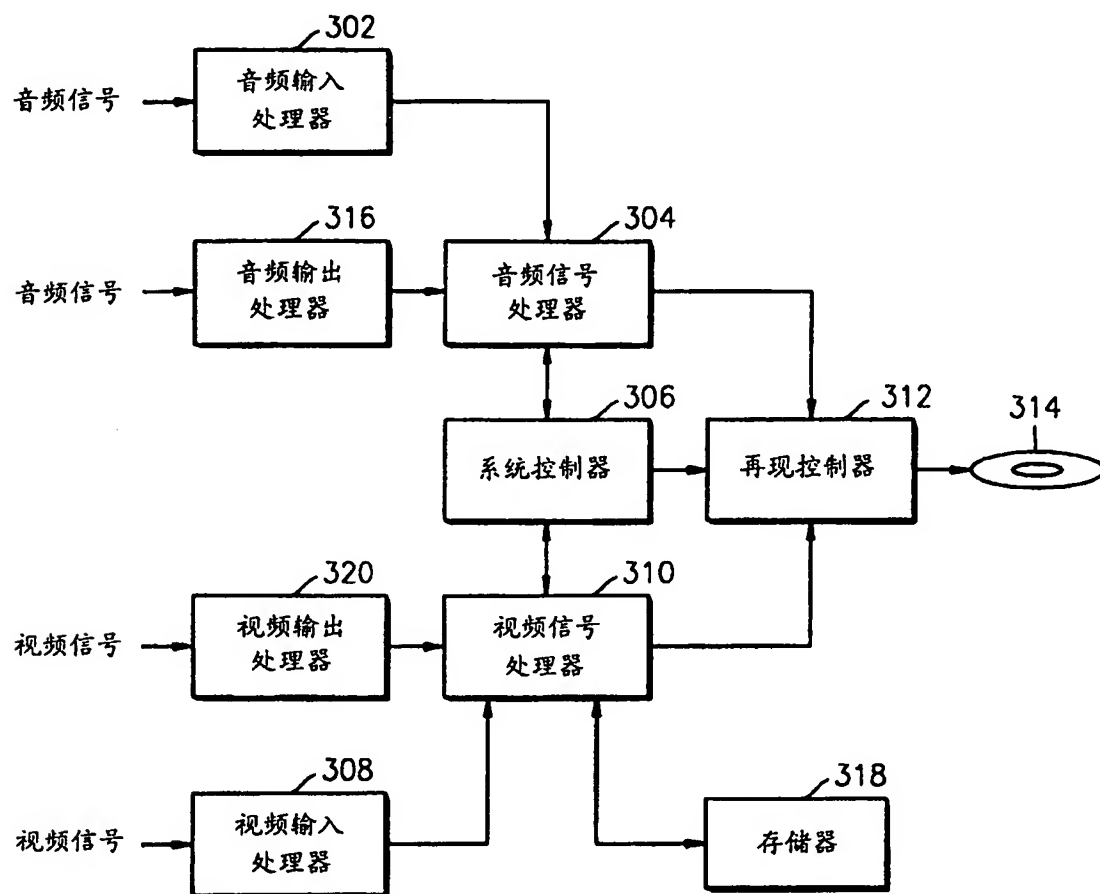 302
音频信号
音频输入
处理器
316
304
音频信号
音频输出
处理器
音频信号
处理器
306
312
314
系统控制器
再现控制器
320
310
视频信号
视频输出
处理器
视频信号
处理器
308
318
视频信号
视频输入
处理器
存储器